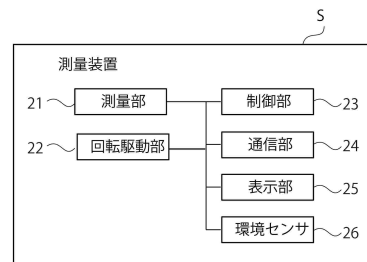 S
測量装置
21 測量部 制御部 23
22 回転駆動部 通信部 24
表示部 25
環境センサ 26